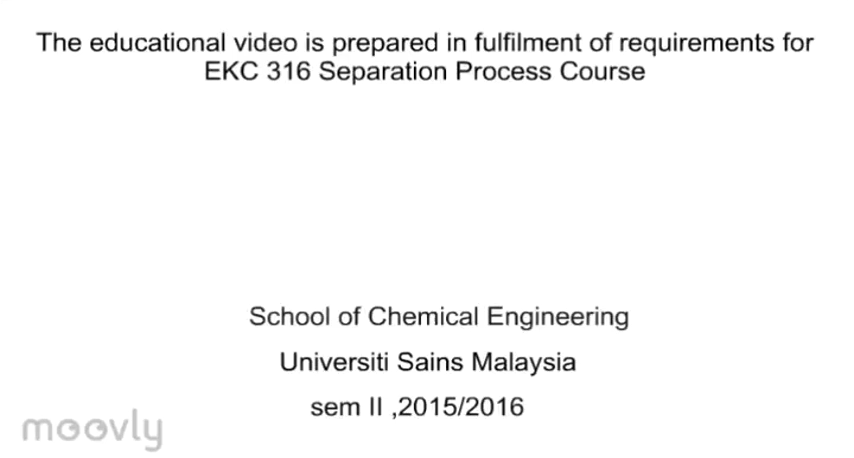 The educational video is prepared in fulfilment of requirements for
EKC 316 Separation Process Course
School of Chemical Engineering
Universiti Sains Malaysia
sem II ,2015/2016
moovly